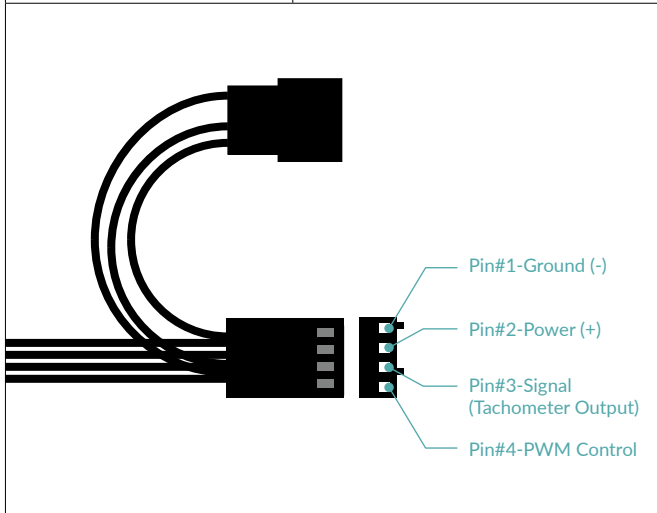 Pin#1-Ground (-)
Pin#2-Power (+)
Pin#3-Signal
(Tachometer Output)
Pin#4-PWM Control